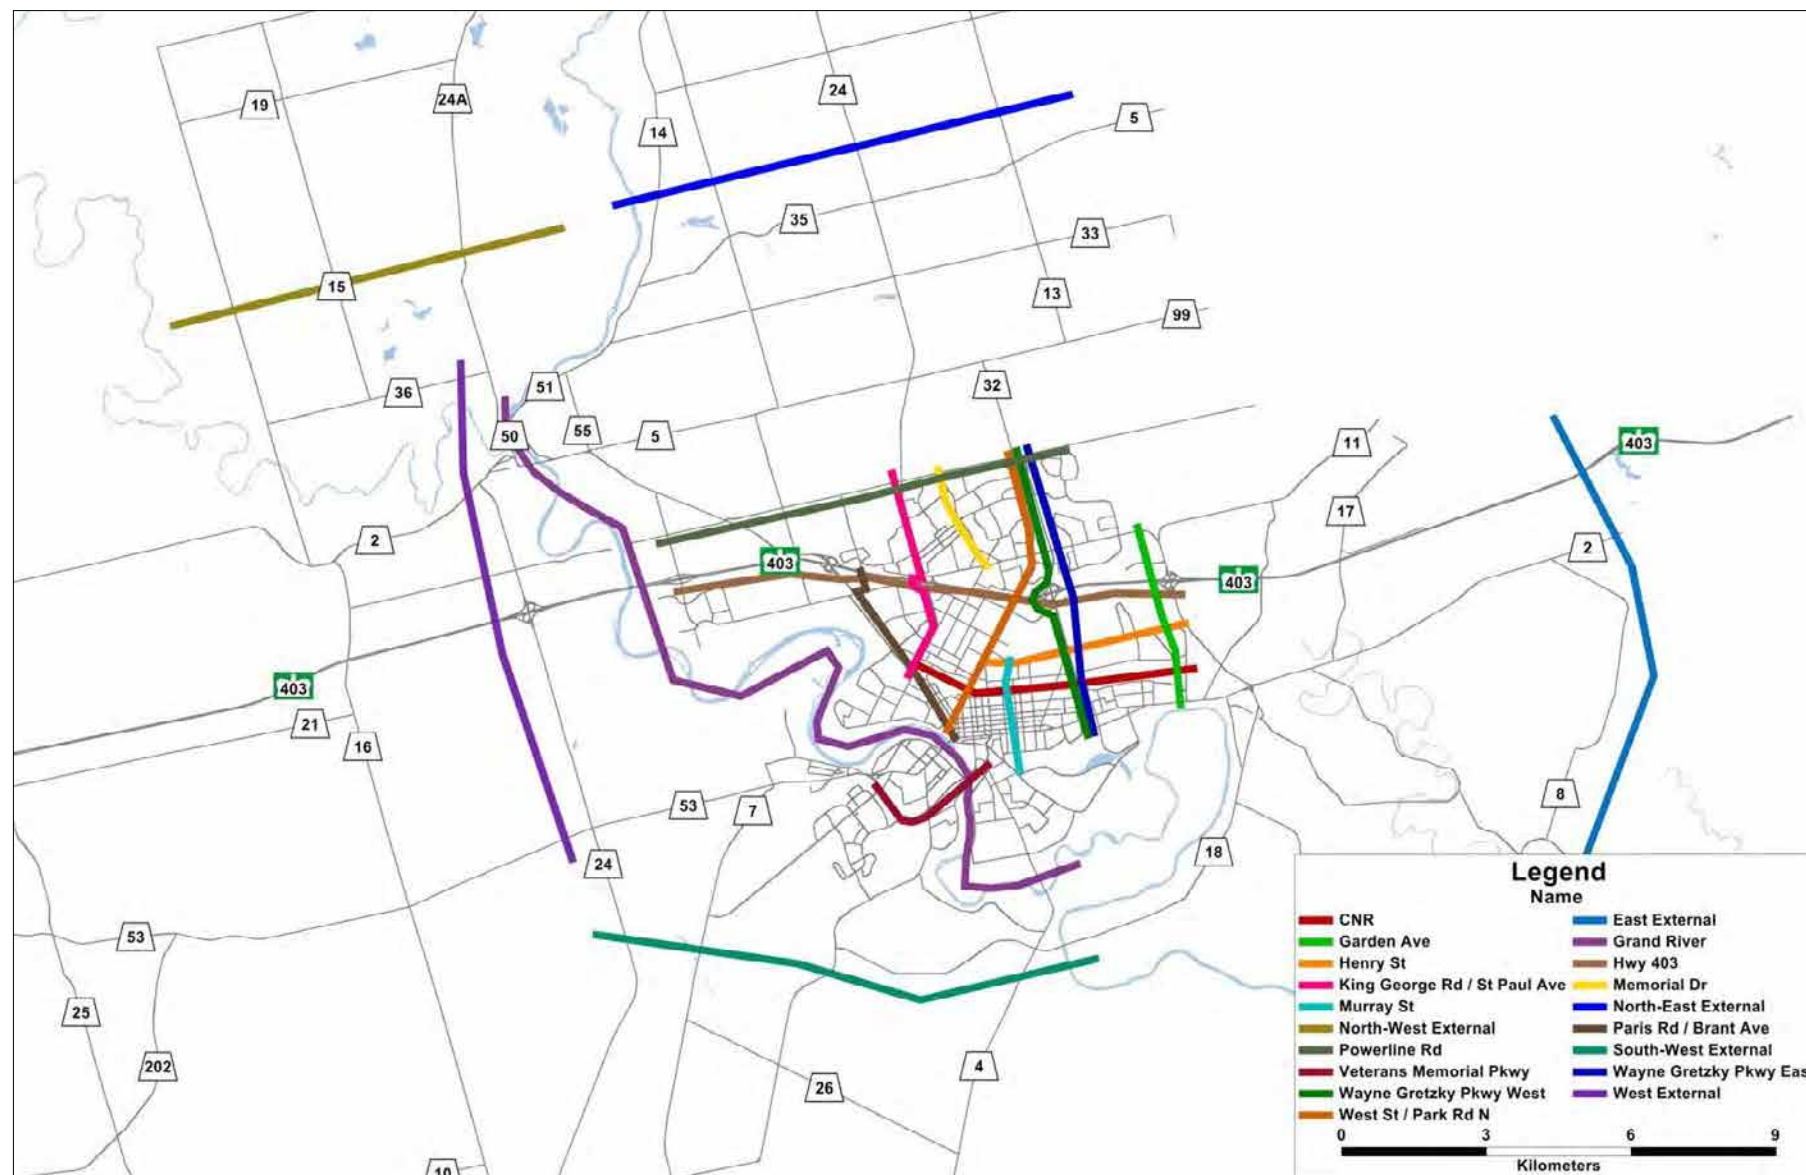 19
24A
24
5
14
35
33
15
13
99
36
51
32
50
55
5
11
403
2
403
17
2
403
403
21
16
53
7
8
24
18
53
25
202
26
4
10
Legend
Name
CNR
East External
Garden Ave
Grand River
Henry St
Hwy 403
King George Rd / St Paul Ave
Memorial Dr
Murray St
North-East External
North-West External
Paris Rd / Brant Ave
Powerline Rd
South-West External
Veterans Memorial Pkwy
Wayne Gretzky Pkwy Eas
Wayne Gretzky Pkwy West
West External
West St / Park Rd N
0 3 6 9
Kilometers